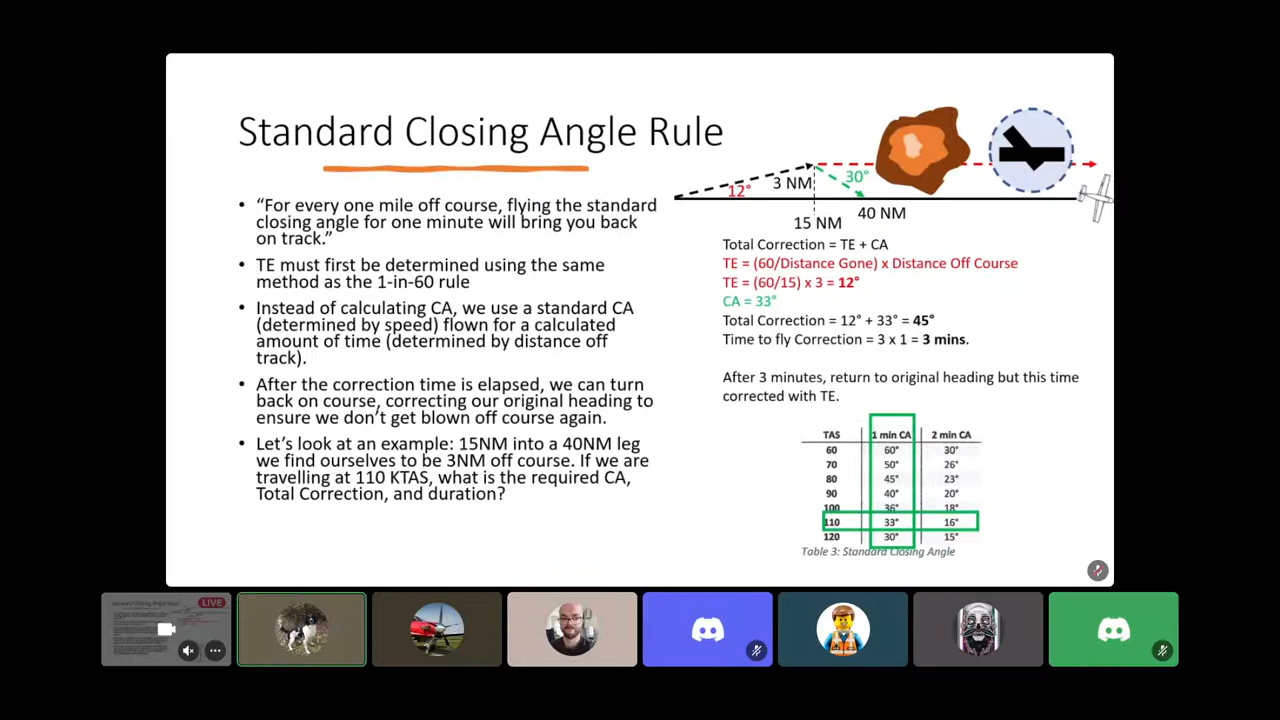 Standard Closing Angle Rule
• “For every one mile off course, flying the standard
closing angle for one minute will bring you back
on track.”
• TE must first be determined using the same
method as the 1-in-60 rule
• Instead of calculating CA, we use a standard CA
(determined by speed) flown for a calculated
amount of time (determined by distance off
track).
• After the correction time is elapsed, we can turn
back on course, correcting our original heading to
ensure we don’t get blown off course again.
• Let’s look at an example: 15NM into a 40NM leg
we find ourselves to be 3NM off course. If we are
travelling at 110 KTAS, what is the required CA,
Total Correction, and duration?
12°
3 NM
30°
15 NM
40 NM
Total Correction = TE + CA
TE = (60/Distance Gone) x Distance Off Course
TE = (60/15) x 3 = 12°
CA = 33°
Total Correction = 12° + 33° = 45°
Time to fly Correction = 3 x 1 = 3 mins.
After 3 minutes, return to original heading but this time
corrected with TE.
TAS 1 min CA 2 min CA
60 60° 30°
70 50° 26°
80 45° 23°
90 40° 20°
100 36° 18°
110 33° 16°
120 30° 15°
Table 3: Standard Closing Angle
LIVE